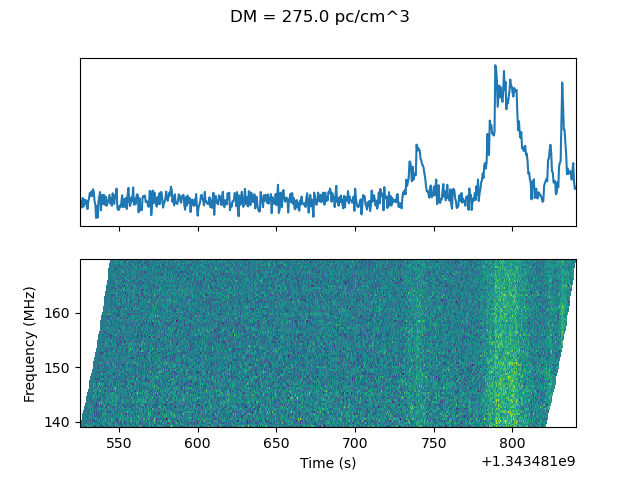 DM = 275.0 pc/cm^3
Frequency (MHz)
160
150
140
550 600 650 700 750 800
Time (s)
+1.343481e9